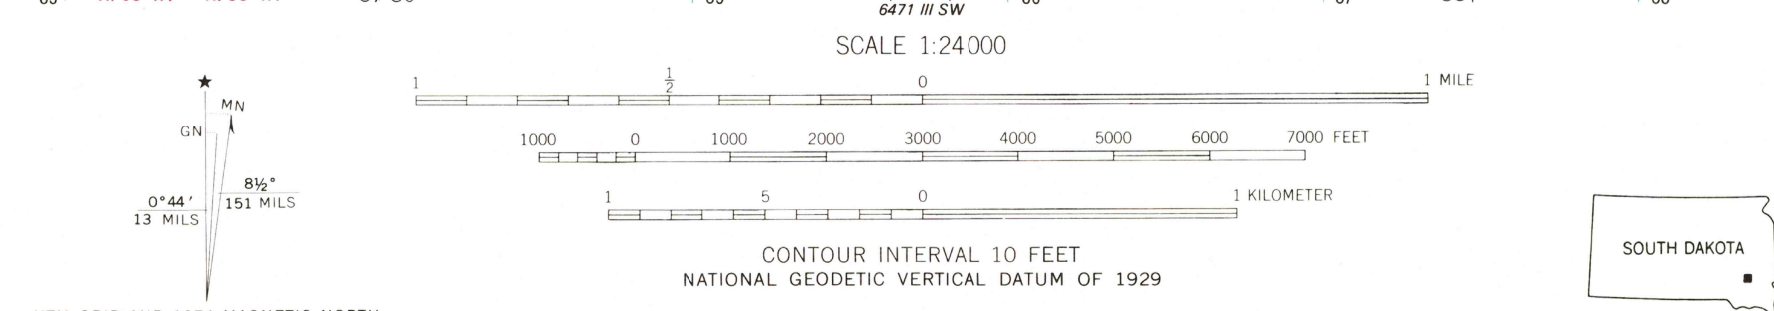 6471 III SW
SCALE 1:24000
1 1/2 0 1 MILE
1000 0 1000 2000 3000 4000 5000 6000 7000 FEET
1 5 0 1 KILOMETER
CONTOUR INTERVAL 10 FEET
NATIONAL GEODETIC VERTICAL DATUM OF 1929
★
MN
GN
0°44′
13 MILS
8½°
151 MILS
SOUTH DAKOTA